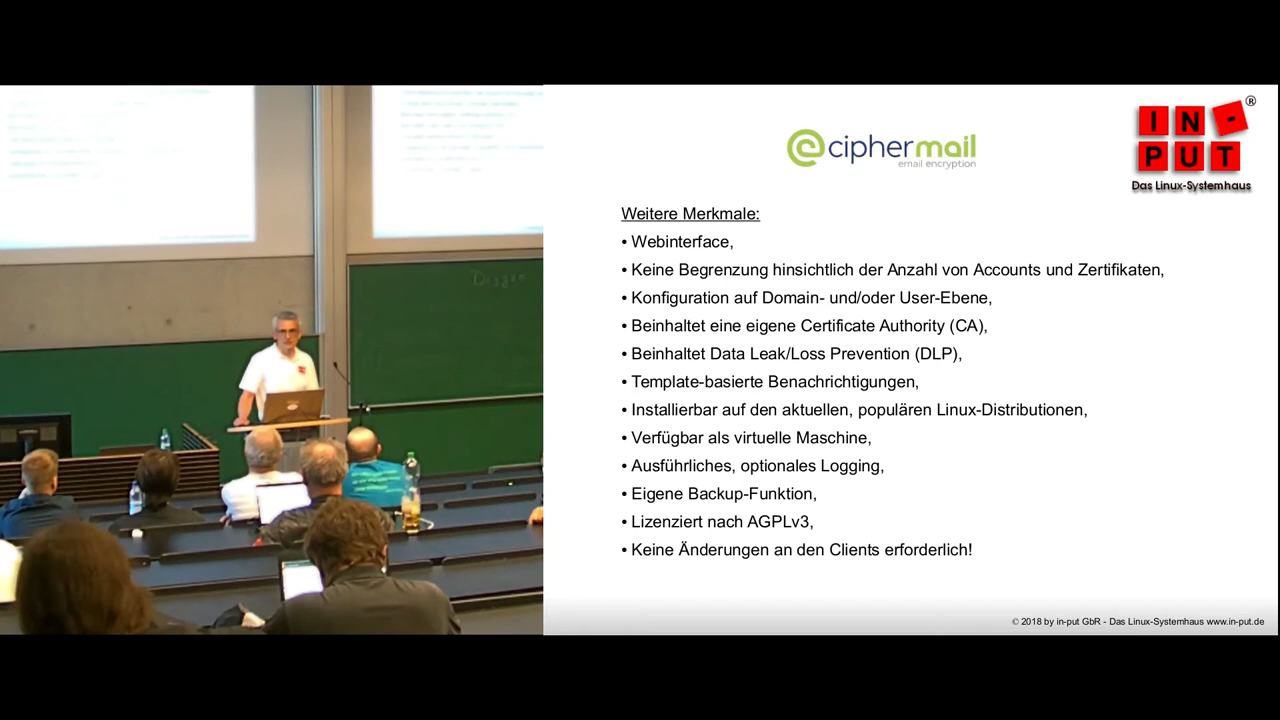 ciphermail
email encryption
IN-
PUT
®
Das Linux-Systemhaus
Weitere Merkmale:
• Webinterface,
• Keine Begrenzung hinsichtlich der Anzahl von Accounts und Zertifikaten,
• Konfiguration auf Domain- und/oder User-Ebene,
• Beinhaltet eine eigene Certificate Authority (CA),
• Beinhaltet Data Leak/Loss Prevention (DLP),
• Template-basierte Benachrichtigungen,
• Installierbar auf den aktuellen, populären Linux-Distributionen,
• Verfügbar als virtuelle Maschine,
• Ausführliches, optionales Logging,
• Eigene Backup-Funktion,
• Lizenziert nach AGPLv3,
• Keine Änderungen an den Clients erforderlich!
© 2018 by in-put GbR - Das Linux-Systemhaus www.in-put.de